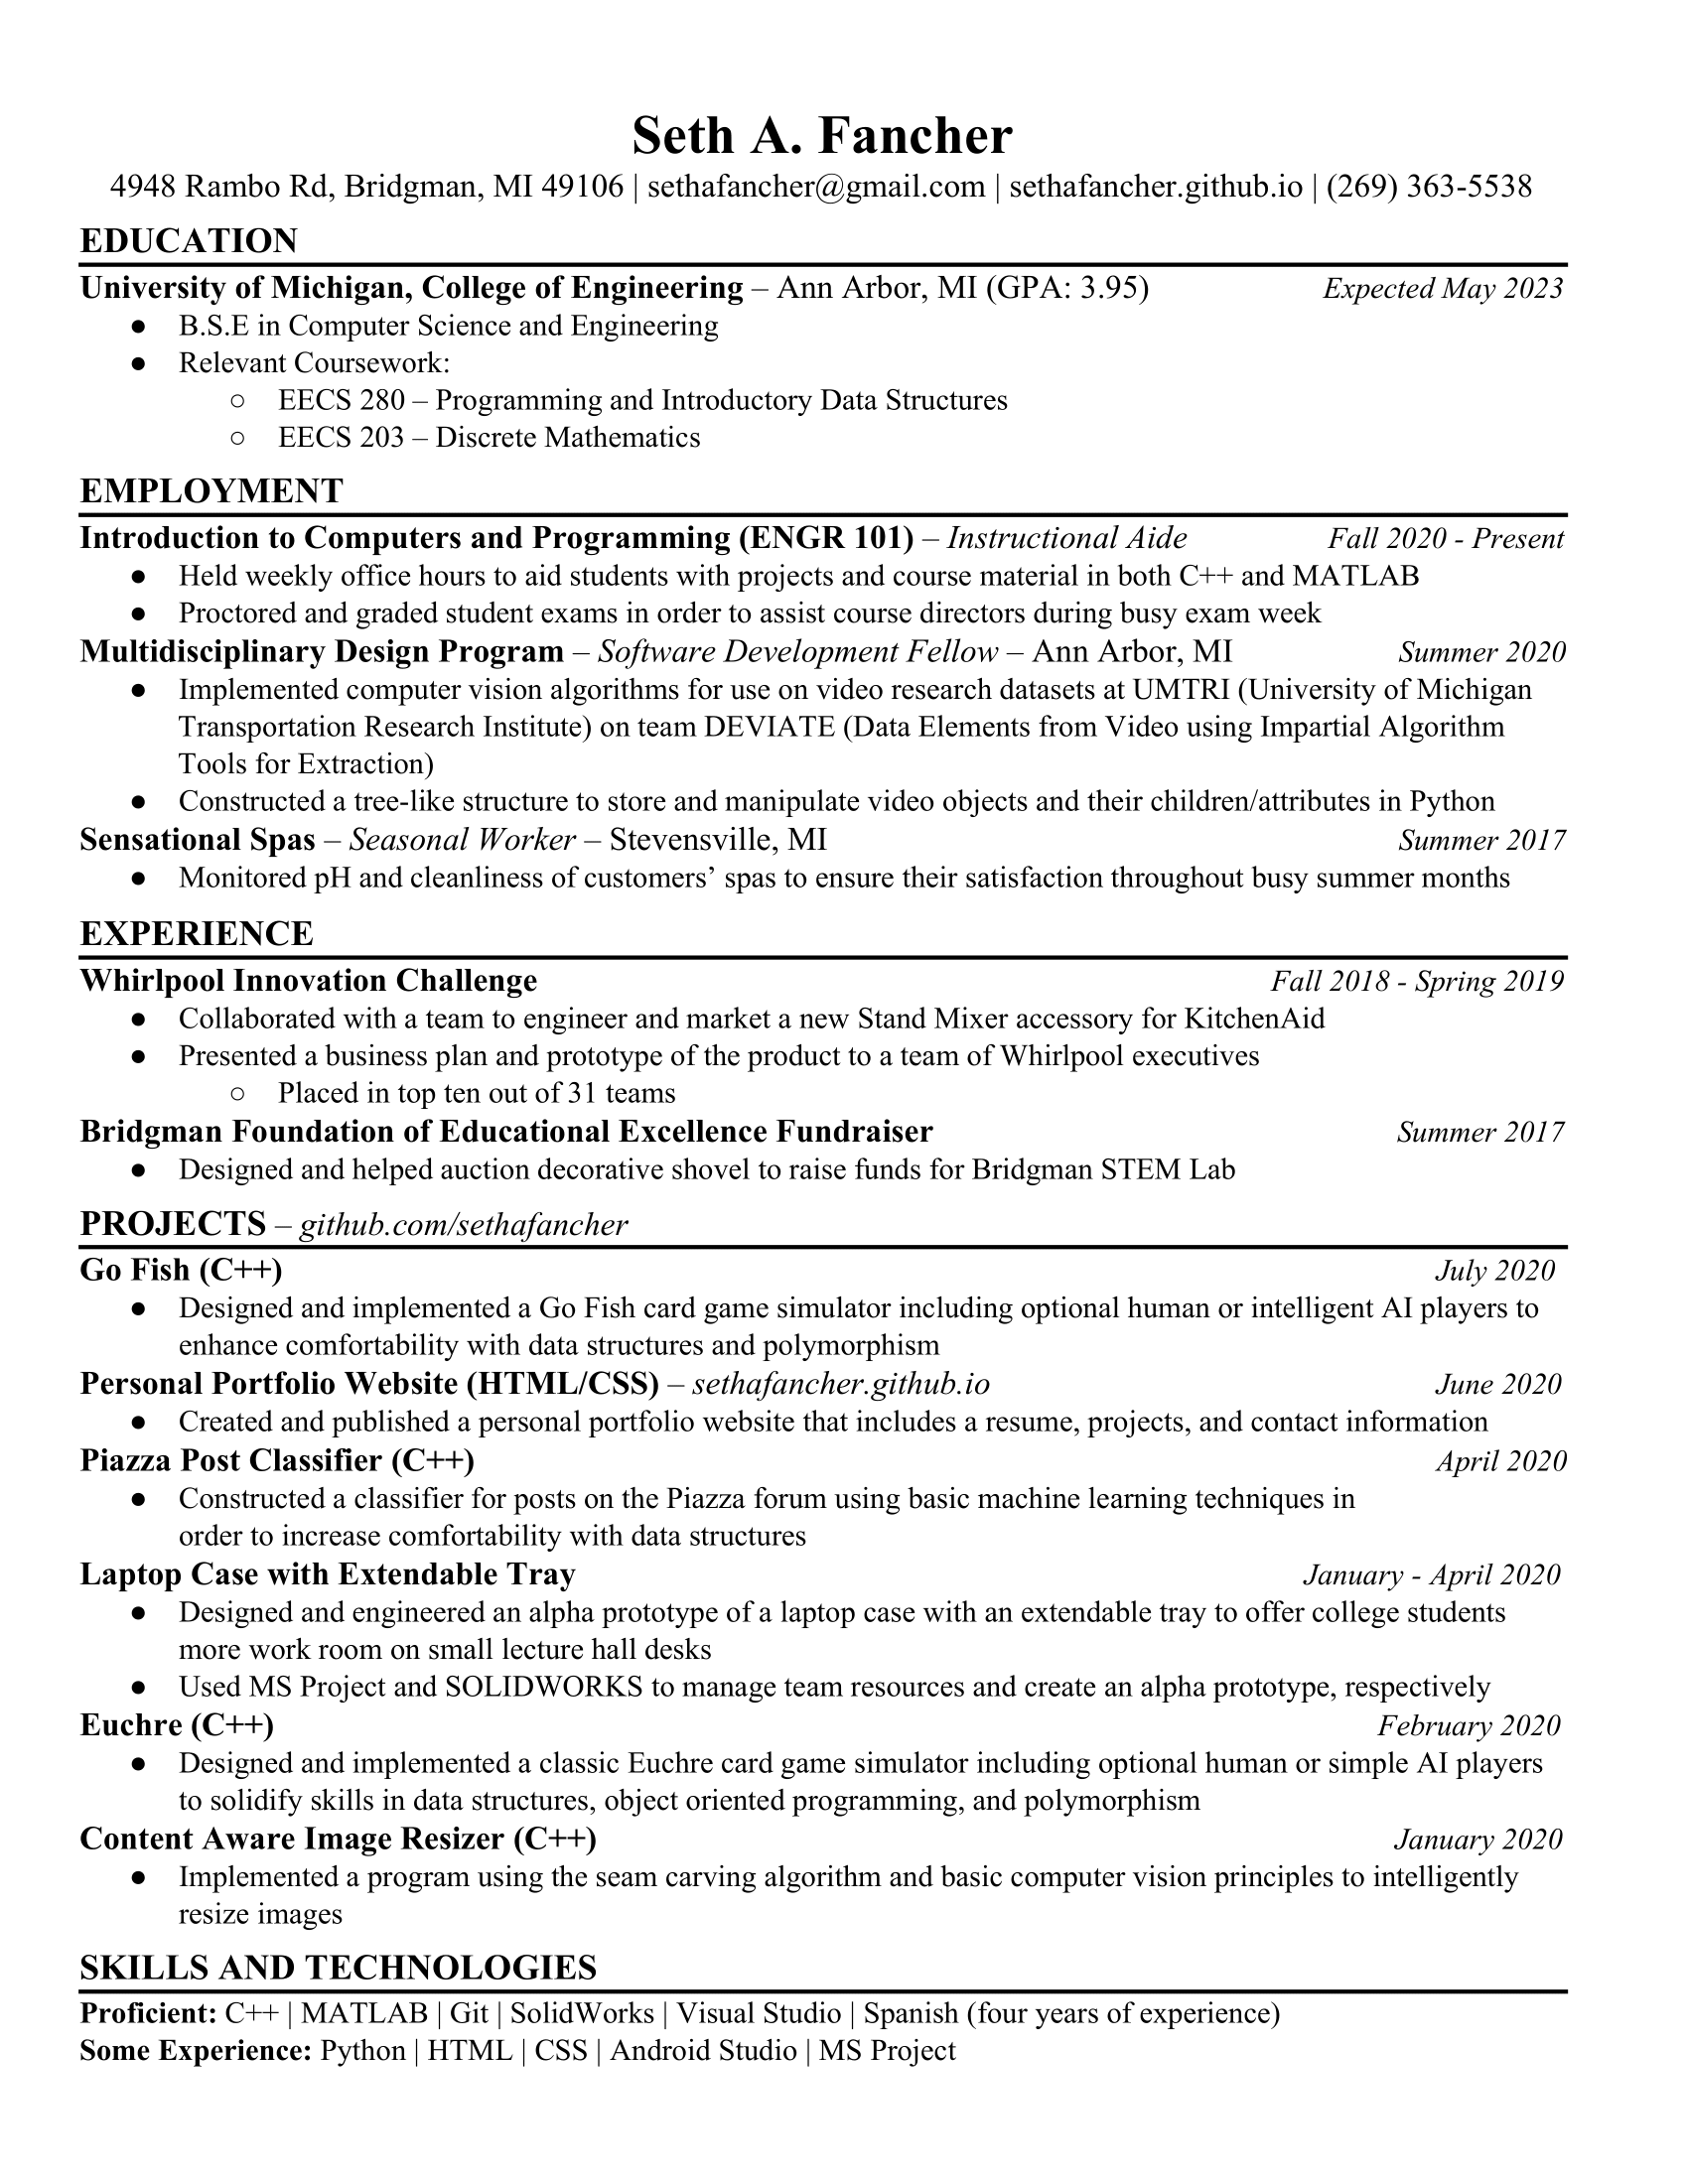 Seth A. Fancher
4948 Rambo Rd, Bridgman, MI 49106 | sethafancher@gmail.com | sethafancher.github.io | (269) 363-5538
EDUCATION
University of Michigan, College of Engineering – Ann Arbor, MI (GPA: 3.95) Expected May 2023
● B.S.E in Computer Science and Engineering
● Relevant Coursework:
○ EECS 280 – Programming and Introductory Data Structures
○ EECS 203 – Discrete Mathematics
EMPLOYMENT
Introduction to Computers and Programming (ENGR 101) – Instructional Aide Fall 2020 - Present
● Held weekly office hours to aid students with projects and course material in both C++ and MATLAB
● Proctored and graded student exams in order to assist course directors during busy exam week
Multidisciplinary Design Program – Software Development Fellow – Ann Arbor, MI Summer 2020
● Implemented computer vision algorithms for use on video research datasets at UMTRI (University of Michigan
Transportation Research Institute) on team DEVIATE (Data Elements from Video using Impartial Algorithm
Tools for Extraction)
● Constructed a tree-like structure to store and manipulate video objects and their children/attributes in Python
Sensational Spas – Seasonal Worker – Stevensville, MI Summer 2017
● Monitored pH and cleanliness of customers’ spas to ensure their satisfaction throughout busy summer months
EXPERIENCE
Whirlpool Innovation Challenge Fall 2018 - Spring 2019
● Collaborated with a team to engineer and market a new Stand Mixer accessory for KitchenAid
● Presented a business plan and prototype of the product to a team of Whirlpool executives
○ Placed in top ten out of 31 teams
Bridgman Foundation of Educational Excellence Fundraiser Summer 2017
● Designed and helped auction decorative shovel to raise funds for Bridgman STEM Lab
PROJECTS – github.com/sethafancher
Go Fish (C++) July 2020
● Designed and implemented a Go Fish card game simulator including optional human or intelligent AI players to
enhance comfortability with data structures and polymorphism
Personal Portfolio Website (HTML/CSS) – sethafancher.github.io June 2020
● Created and published a personal portfolio website that includes a resume, projects, and contact information
Piazza Post Classifier (C++) April 2020
● Constructed a classifier for posts on the Piazza forum using basic machine learning techniques in
order to increase comfortability with data structures
Laptop Case with Extendable Tray January - April 2020
● Designed and engineered an alpha prototype of a laptop case with an extendable tray to offer college students
more work room on small lecture hall desks
● Used MS Project and SOLIDWORKS to manage team resources and create an alpha prototype, respectively
Euchre (C++) February 2020
● Designed and implemented a classic Euchre card game simulator including optional human or simple AI players
to solidify skills in data structures, object oriented programming, and polymorphism
Content Aware Image Resizer (C++) January 2020
● Implemented a program using the seam carving algorithm and basic computer vision principles to intelligently
resize images
SKILLS AND TECHNOLOGIES
Proficient: C++ | MATLAB | Git | SolidWorks | Visual Studio | Spanish (four years of experience)
Some Experience: Python | HTML | CSS | Android Studio | MS Project